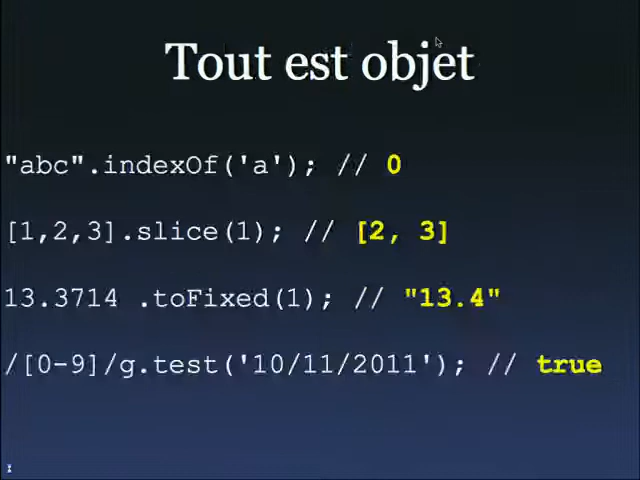 Tout est objet
"abc".indexOf('a'); // 0
[1,2,3].slice(1); // [2, 3]
13.3714 .toFixed(1); // "13.4"
/[0-9]/g.test('10/11/2011'); // true